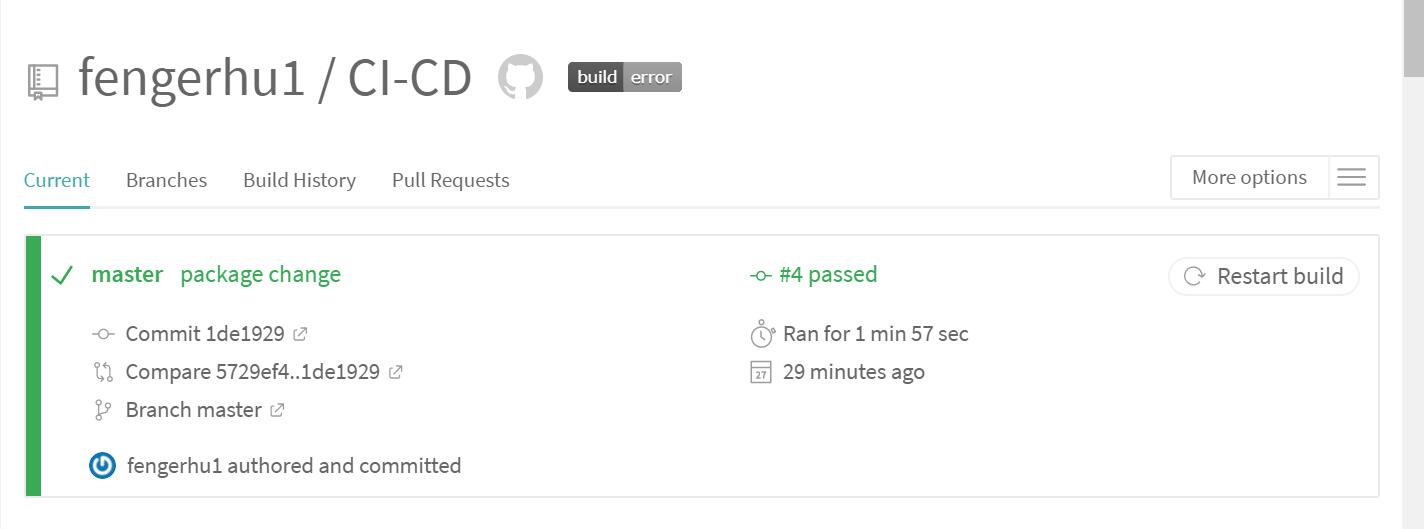 fengerhu1 / CI-CD build error
Current Branches Build History Pull Requests More options
master package change #4 passed Restart build
Commit 1de1929 Ran for 1 min 57 sec
Compare 5729ef4..1de1929 27 29 minutes ago
Branch master
fengerhu1 authored and committed